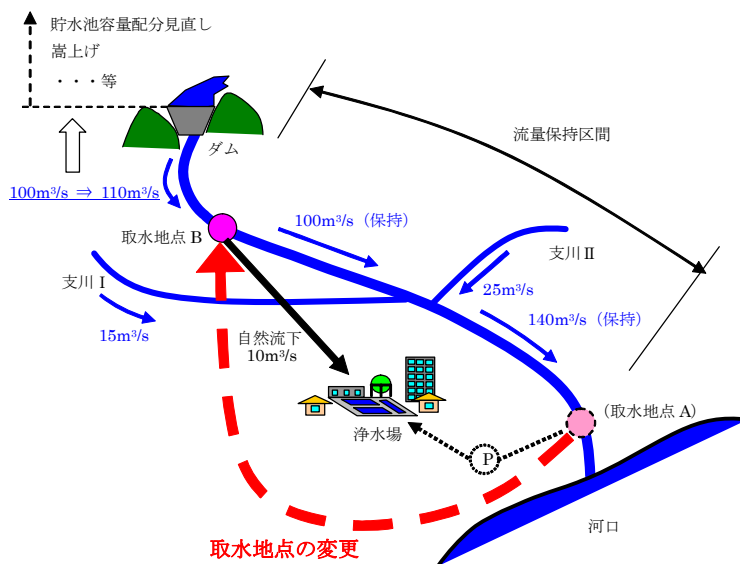 貯水池容量配分見直し
嵩上げ
・・・等
ダム
流量保持区間
100m³/s ⇒ 110m³/s
取水地点 B
100m³/s（保持）
支川 I
支川 II
15m³/s
25m³/s
140m³/s（保持）
自然流下
10m³/s
浄水場
(取水地点 A)
P
河口
取水地点の変更